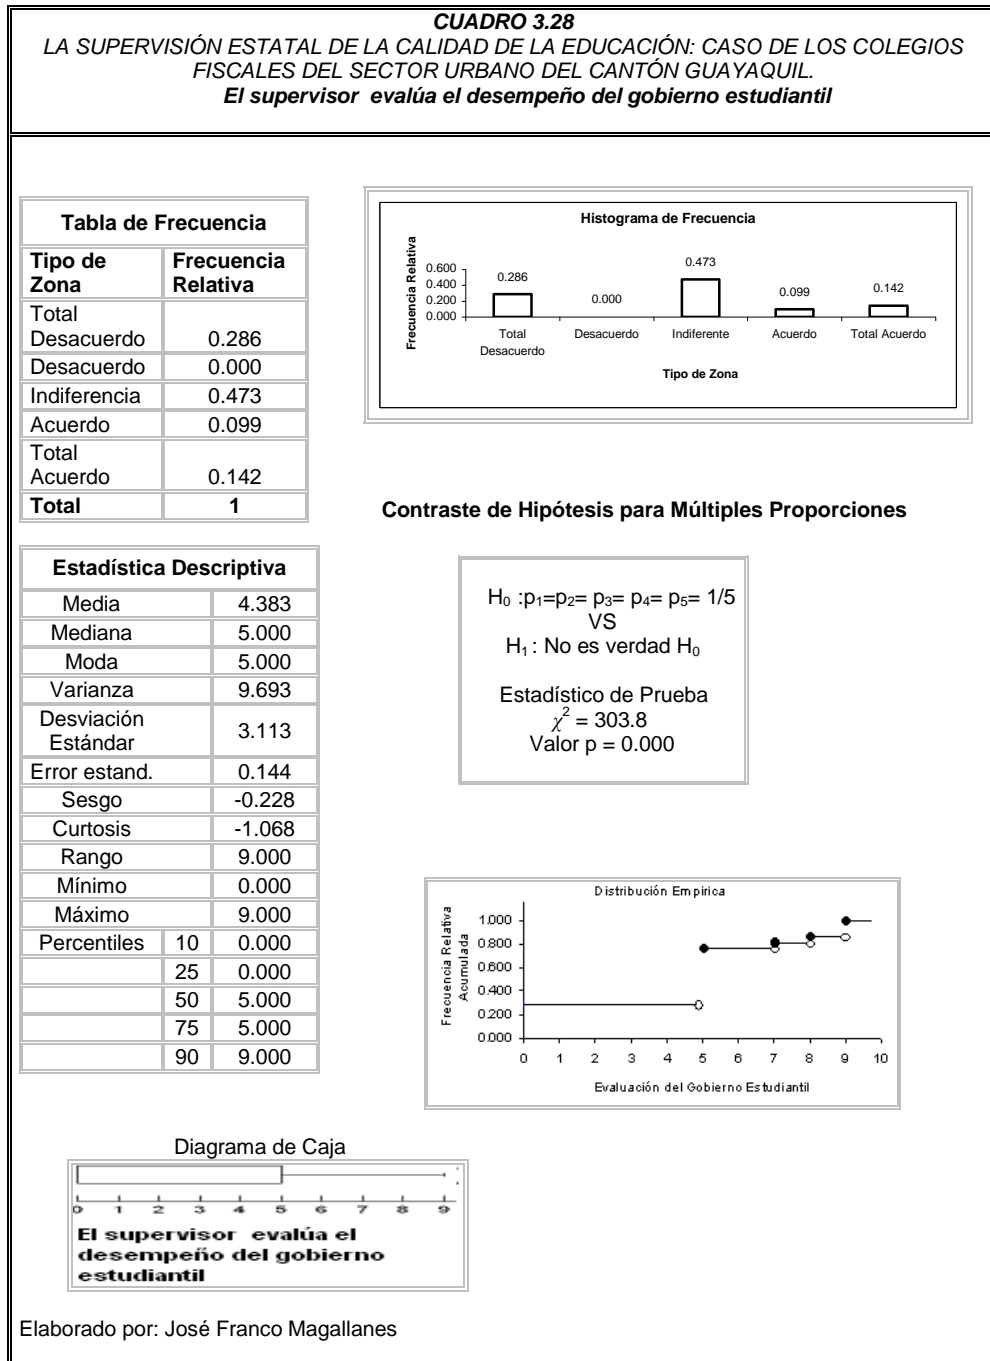 CUADRO 3.28
LA SUPERVISIÓN ESTATAL DE LA CALIDAD DE LA EDUCACIÓN: CASO DE LOS COLEGIOS
FISCALES DEL SECTOR URBANO DEL CANTÓN GUAYAQUIL.
El supervisor evalúa el desempeño del gobierno estudiantil
Tabla de Frecuencia
Tipo de Zona Frecuencia Relativa
Total Desacuerdo 0.286
Desacuerdo 0.000
Indiferencia 0.473
Acuerdo 0.099
Total Acuerdo 0.142
Total 1
Histograma de Frecuencia
Frecuencia Relativa
0.600
0.400
0.200
0.000
0.286
0.000
0.473
0.099
0.142
Total Desacuerdo
Desacuerdo
Indiferente
Acuerdo
Total Acuerdo
Tipo de Zona
Contraste de Hipótesis para Múltiples Proporciones
H0 :p1=p2= p3= p4= p5= 1/5
VS
H1 : No es verdad H0
Estadístico de Prueba
χ2 = 303.8
Valor p = 0.000
Estadística Descriptiva
Media 4.383
Mediana 5.000
Moda 5.000
Varianza 9.693
Desviación Estándar 3.113
Error estand. 0.144
Sesgo -0.228
Curtosis -1.068
Rango 9.000
Mínimo 0.000
Máximo 9.000
Percentiles 10 0.000
25 0.000
50 5.000
75 5.000
90 9.000
Distribución Empirica
Frecuencia Relativa
Acumulada
1.000
0.800
0.600
0.400
0.200
0.000
0 1 2 3 4 5 6 7 8 9 10
Evaluación del Gobierno Estudiantil
Diagrama de Caja
0 1 2 3 4 5 6 7 8 9
El supervisor evalúa el
desempeño del gobierno
estudiantil
Elaborado por: José Franco Magallanes